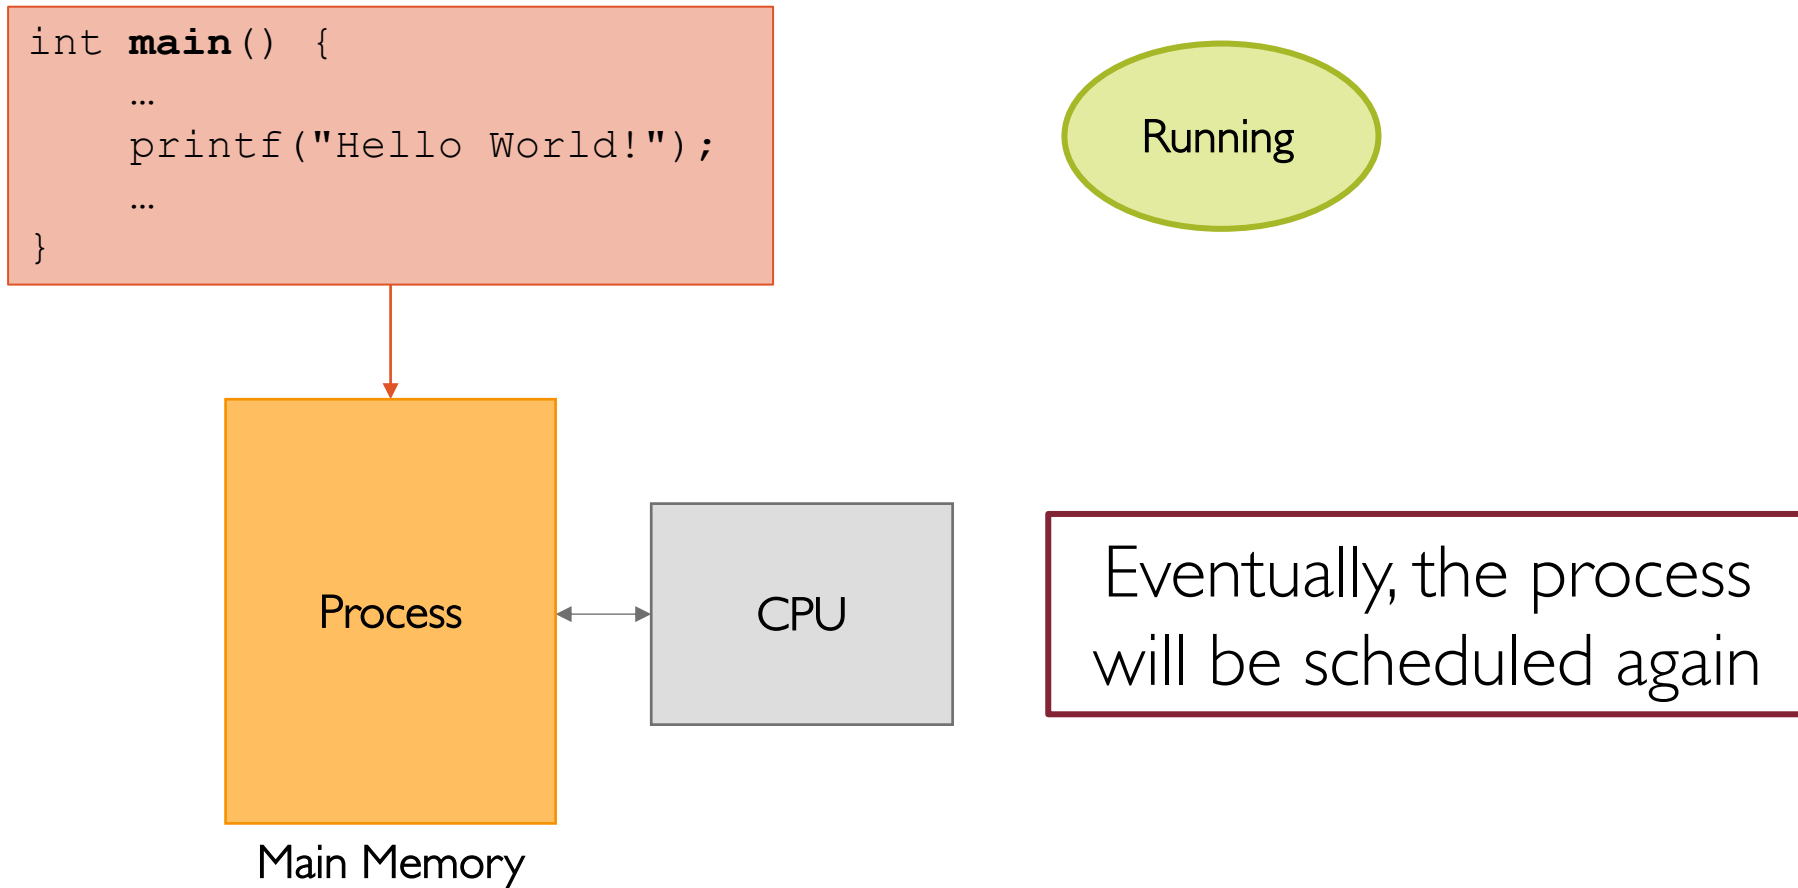 int main() {
…
printf("Hello World!");
…
}
Running
Process
CPU
Eventually, the process
will be scheduled again
Main Memory